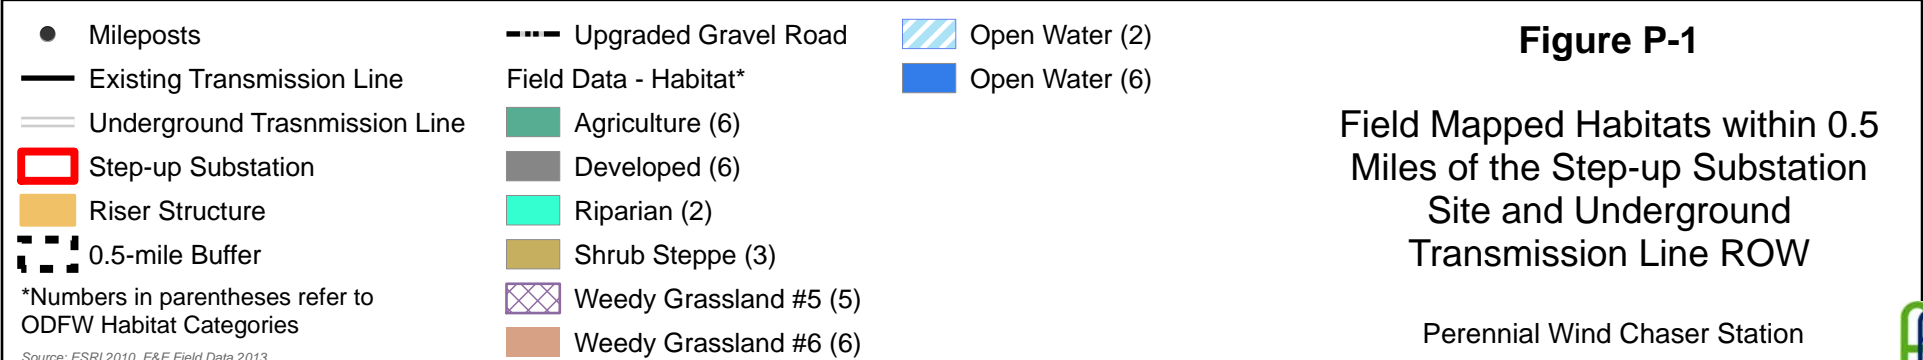 Mileposts
Existing Transmission Line
Underground Trasnmission Line
Step-up Substation
Riser Structure
0.5-mile Buffer
*Numbers in parentheses refer to
ODFW Habitat Categories
Source: ESRI 2010, E&E Field Data 2013
Upgraded Gravel Road
Field Data - Habitat*
Agriculture (6)
Developed (6)
Riparian (2)
Shrub Steppe (3)
Weedy Grassland #5 (5)
Weedy Grassland #6 (6)
Open Water (2)
Open Water (6)
Figure P-1
Field Mapped Habitats within 0.5
Miles of the Step-up Substation
Site and Underground
Transmission Line ROW
Perennial Wind Chaser Station